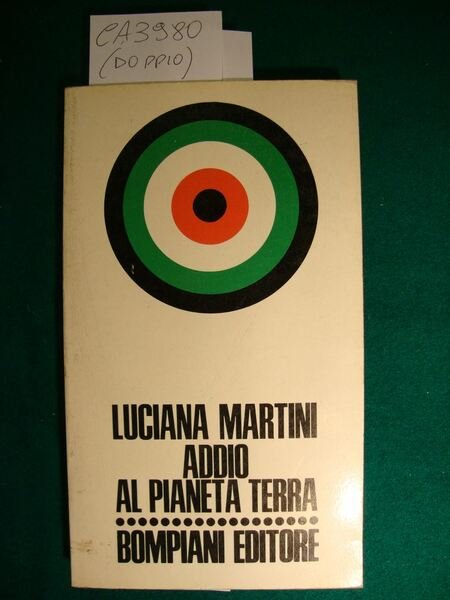 CA3980
(DOPPIO)
LUCIANA MARTINI
ADDIO
AL PIANETA TERRA
BOMPIANI EDITORE